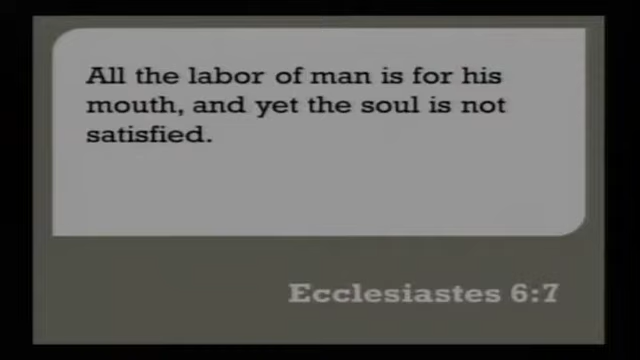 All the labor of man is for his
mouth, and yet the soul is not
satisfied.
Ecclesiastes 6:7